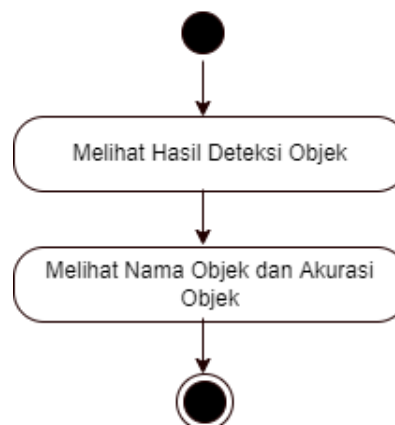 Melihat Hasil Deteksi Objek
Melihat Nama Objek dan Akurasi
Objek